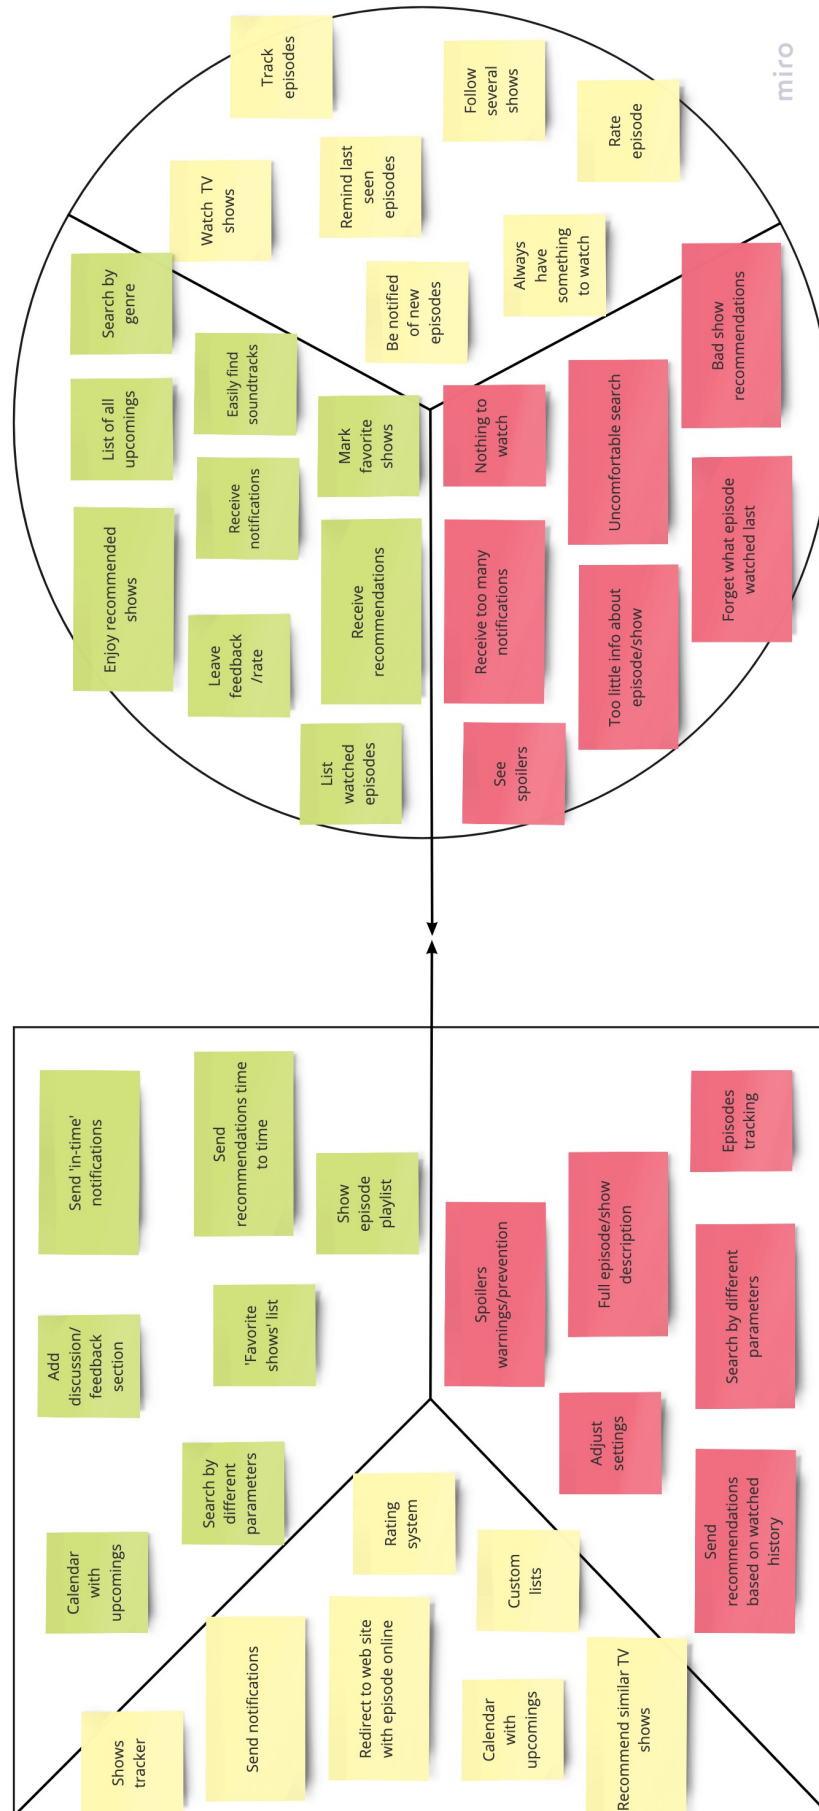 Shows
tracker
Send notifications
Redirect to web site
with episode online
Calendar
with
upcomings
Recommend similar TV
shows
Rating
system
Custom
lists
Calendar
with
upcomings
Search by
different
parameters
Add
discussion/
feedback
section
'Favorite
shows' list
Send 'in-time'
notifications
Send
recommendations time
to time
Show
episode
playlist
Spoilers
warnings/prevention
Full episode/show
description
Episodes
tracking
Adjust
settings
Search by different
parameters
Send
recommendations
based on watched
history
Enjoy recommended
shows
List of all
upcomings
Search by
genre
Leave
feedback
/rate
Receive
notifications
Easily find
soundtracks
List
watched
episodes
Receive
recommendations
Mark
favorite
shows
Watch TV
shows
Track
episodes
Remind last
seen
episodes
Be notified
of new
episodes
Follow
several
shows
Always
have
something
to watch
Rate
episode
See
spoilers
Receive too many
notifications
Nothing to
watch
Too little info about
episode/show
Uncomfortable search
Forget what episode
watched last
Bad show
recommendations
miro